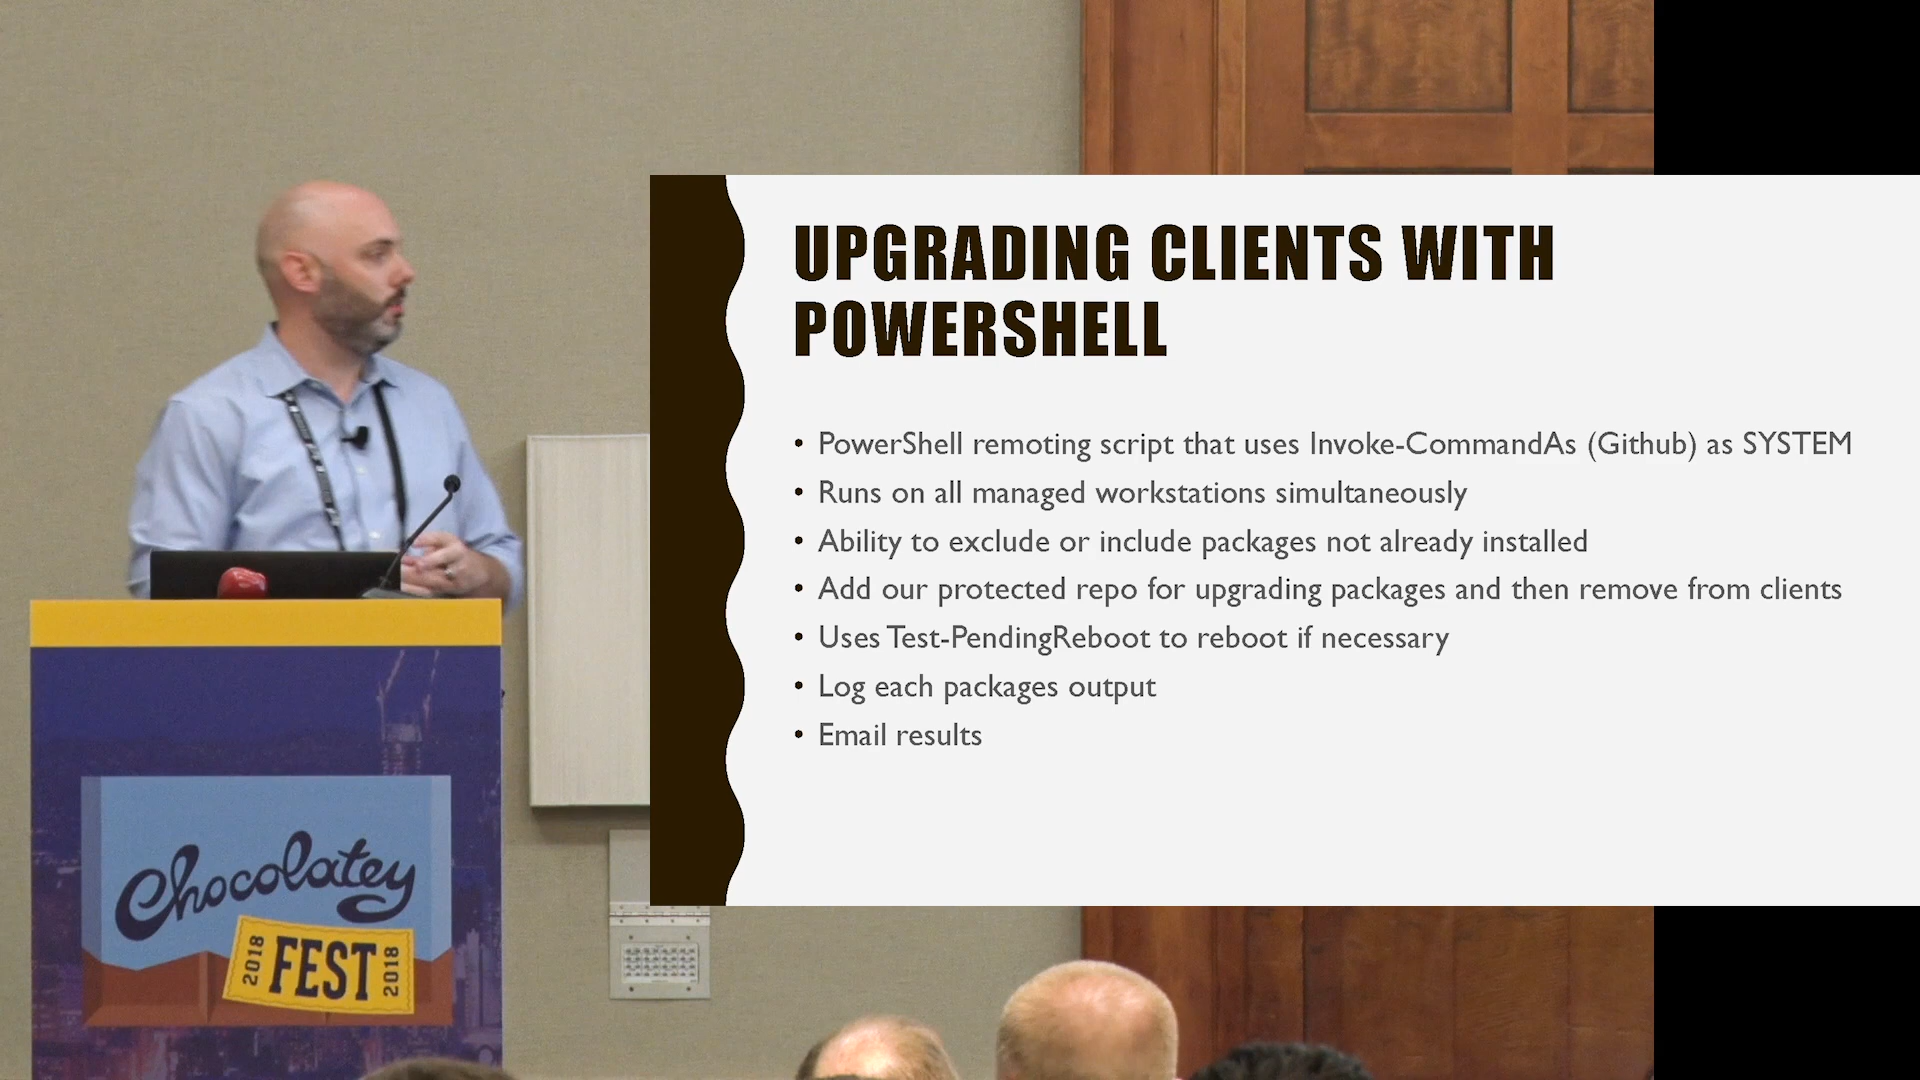 UPGRADING CLIENTS WITH
POWERSHELL
• PowerShell remoting script that uses Invoke-CommandAs (Github) as SYSTEM
• Runs on all managed workstations simultaneously
• Ability to exclude or include packages not already installed
• Add our protected repo for upgrading packages and then remove from clients
• Uses Test-PendingReboot to reboot if necessary
• Log each packages output
• Email results
Chocolatey
2018 FEST 2018